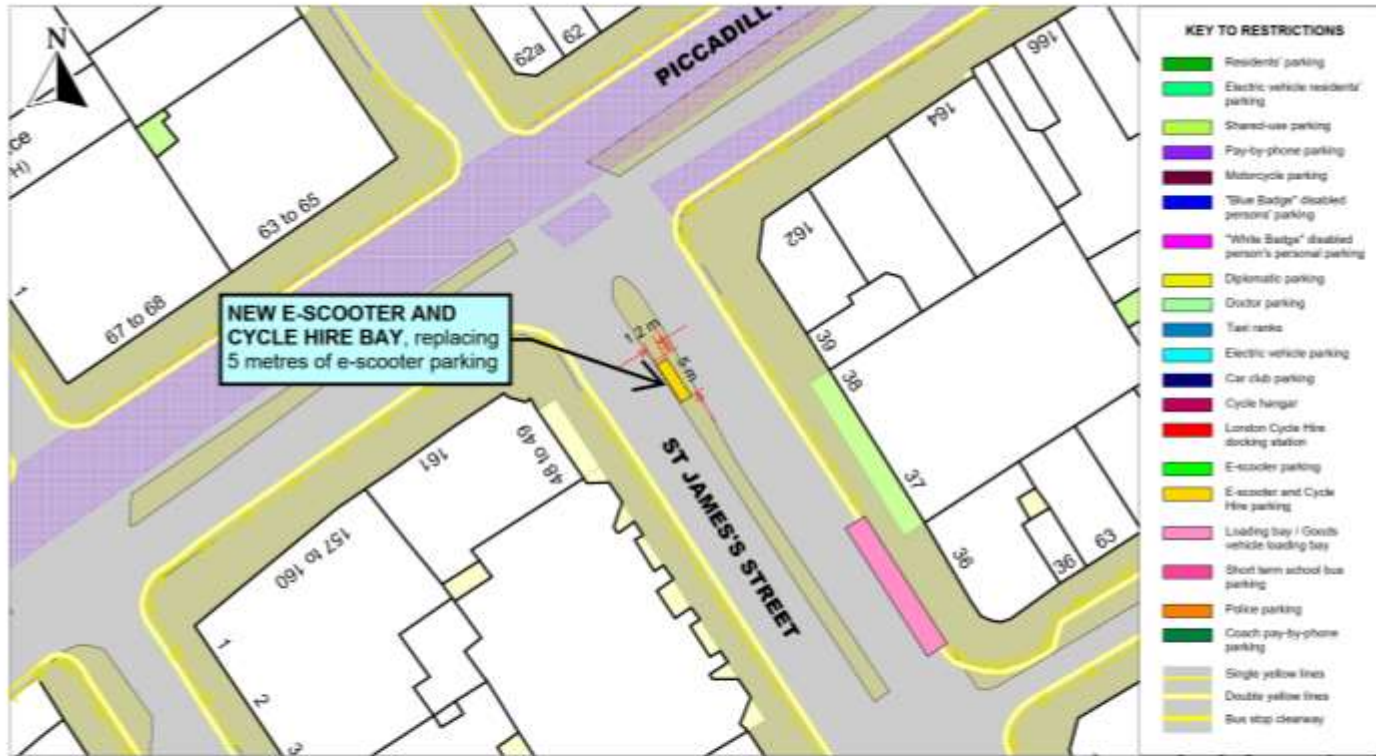 N
62a
62
PICCADILLY
166
164
162
ce
H)
63 to 65
1
67 to 68
NEW E-SCOOTER AND
CYCLE HIRE BAY, replacing
5 metres of e-scooter parking
1.2 m
5 m
39
38
37
36
36
63
161
48 to 49
ST JAMES'S STREET
157 to 160
1
2
3
KEY TO RESTRICTIONS
Residents' parking
Electric vehicle residents'
parking
Shared-use parking
Pay-by-phone parking
Motorcycle parking
"Blue Badge" disabled
persons' parking
"White Badge" disabled
person's personal parking
Diplomatic parking
Doctor parking
Taxi ranks
Electric vehicle parking
Car club parking
Cycle hangar
London Cycle Hire
docking station
E-scooter parking
E-scooter and Cycle
Hire parking
Loading bay / Goods
vehicle loading bay
Short term school bus
parking
Police parking
Coach pay-by-phone
parking
Single yellow lines
Double yellow lines
Bus stop clearway